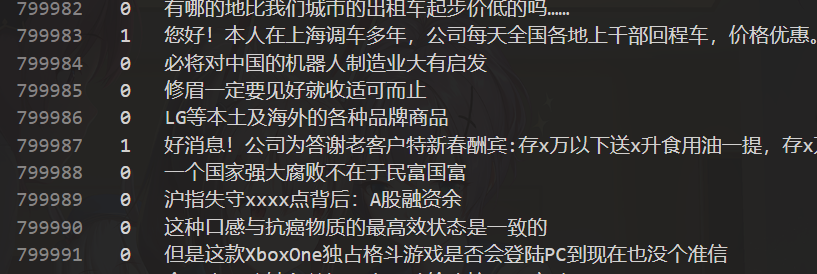 799982 0 有哪的地比我们城市的出租车起步价低的吗……
799983 1 您好！本人在上海调车多年，公司每天全国各地上千部回程车，价格优惠。
799984 0 必将对中国的机器人制造业大有启发
799985 0 修眉一定要见好就收适可而止
799986 0 LG等本土及海外的各种品牌商品
799987 1 好消息！公司为答谢老客户特新春酬宾:存x万以下送x升食用油一提，存x
799988 0 一个国家强大腐败不在于民富国富
799989 0 沪指失守xxxx点背后：A股融资余
799990 0 这种口感与抗癌物质的最高效状态是一致的
799991 0 但是这款XboxOne独占格斗游戏是否会登陆PC到现在也没个准信